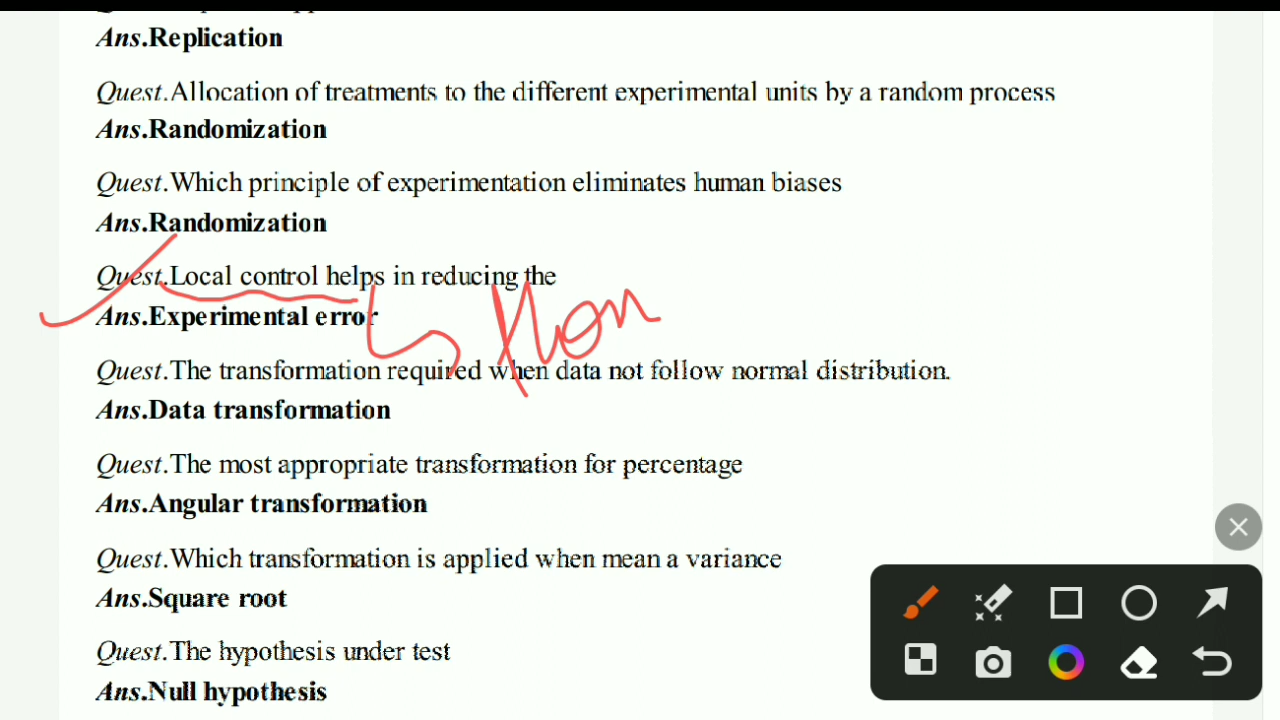 Ans.Replication
Quest.Allocation of treatments to the different experimental units by a random process
Ans.Randomization
Quest.Which principle of experimentation eliminates human biases
Ans.Randomization
Quest.Local control helps in reducing the
Ans.Experimental error
Quest.The transformation required when data not follow normal distribution.
Ans.Data transformation
Quest.The most appropriate transformation for percentage
Ans.Angular transformation
Quest.Which transformation is applied when mean a variance
Ans.Square root
Quest.The hypothesis under test
Ans.Null hypothesis